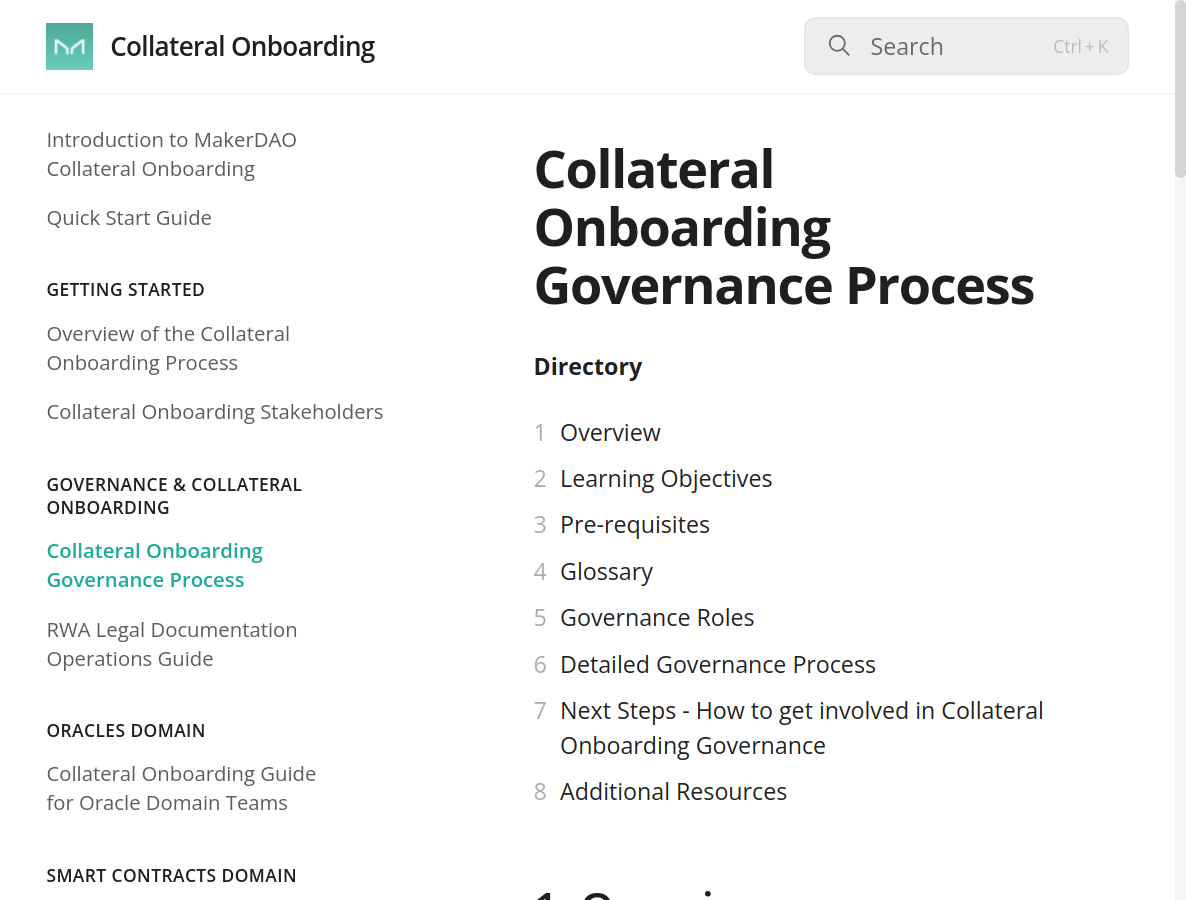 Collateral Onboarding
Search
Ctrl + K
Introduction to MakerDAO
Collateral Onboarding
Quick Start Guide
GETTING STARTED
Overview of the Collateral
Onboarding Process
Collateral Onboarding Stakeholders
GOVERNANCE & COLLATERAL
ONBOARDING
Collateral Onboarding
Governance Process
RWA Legal Documentation
Operations Guide
ORACLES DOMAIN
Collateral Onboarding Guide
for Oracle Domain Teams
SMART CONTRACTS DOMAIN
Collateral
Onboarding
Governance Process
Directory
1 Overview
2 Learning Objectives
3 Pre-requisites
4 Glossary
5 Governance Roles
6 Detailed Governance Process
7 Next Steps - How to get involved in Collateral
Onboarding Governance
8 Additional Resources